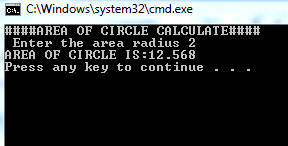 C:\Windows\system32\cmd.exe
####AREA OF CIRCLE CALCULATE####
Enter the area radius 2
AREA OF CIRCLE IS:12.568
Press any key to continue . . .